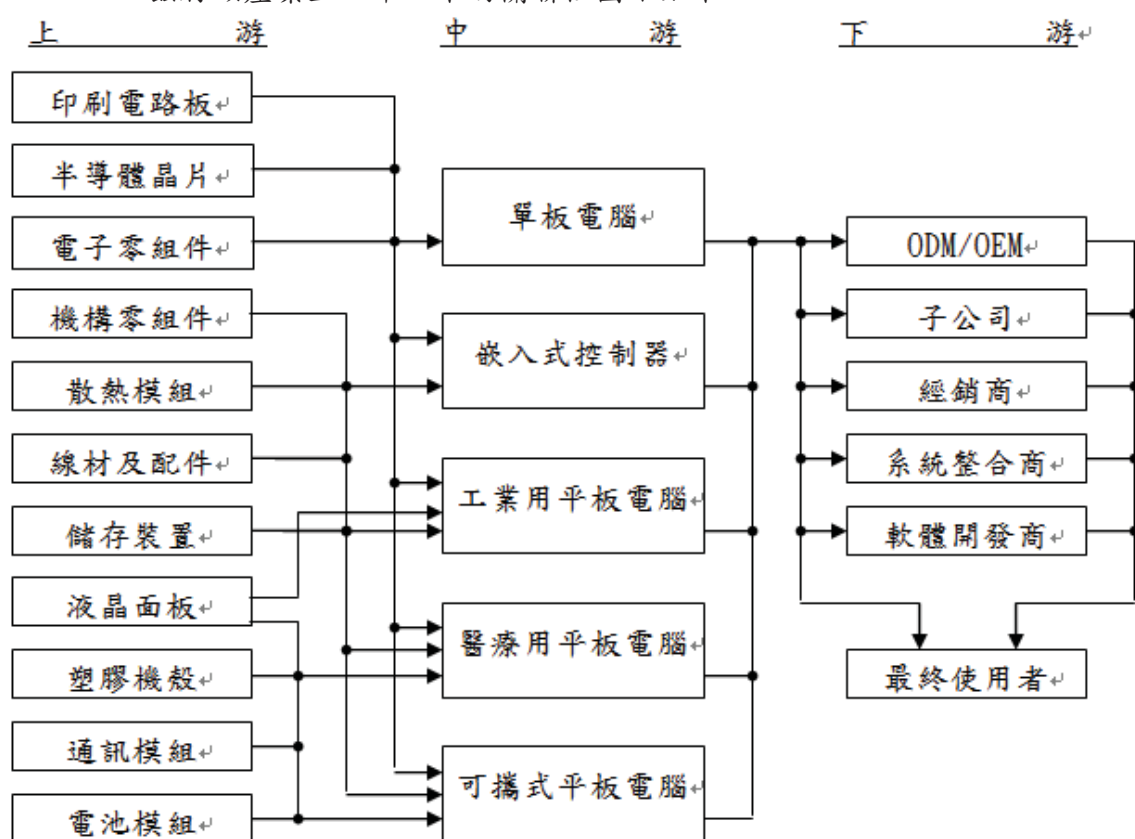 上 游
中 游
下 游
印刷電路板
半導體晶片
電子零組件
機構零組件
散熱模組
線材及配件
儲存裝置
液晶面板
塑膠機殼
通訊模組
電池模組
單板電腦
嵌入式控制器
工業用平板電腦
醫療用平板電腦
可攜式平板電腦
ODM/OEM
子公司
經銷商
系統整合商
軟體開發商
最終使用者